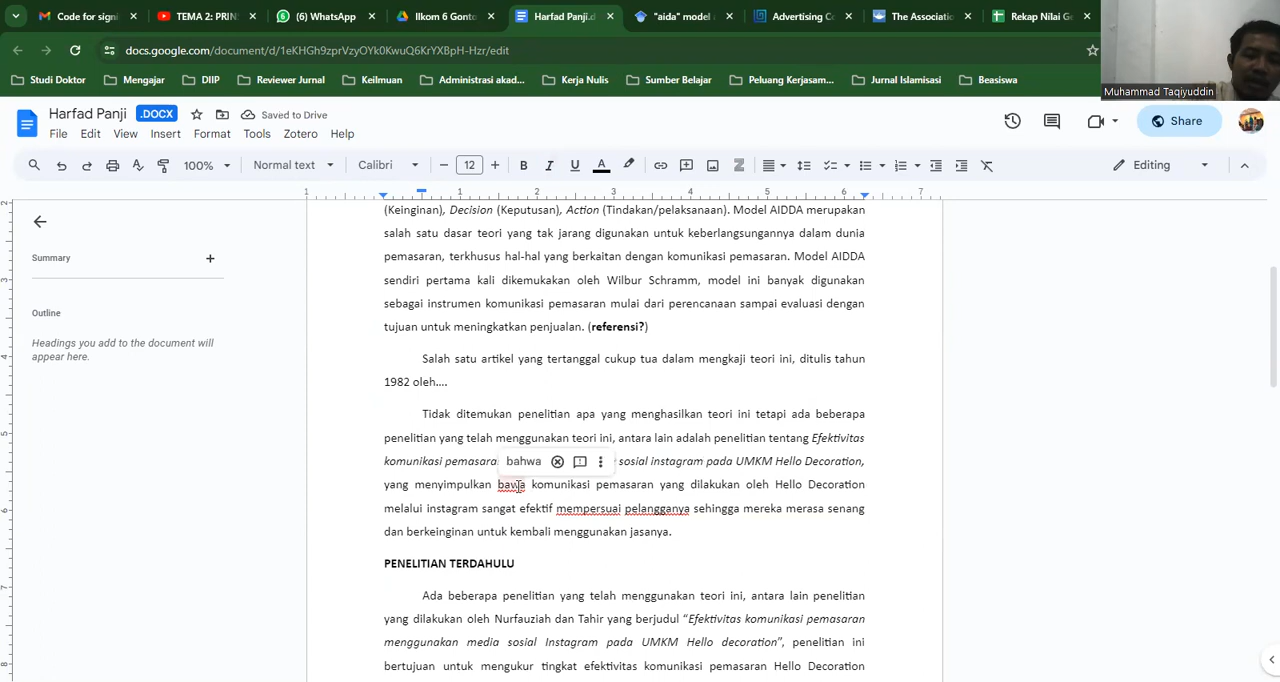 Code for signi
TEMA 2: PRIN
(6) WhatsApp
Ilkom 6 Gonto
Harfad Panji.d
"aida" model
Advertising Co
The Associatio
Rekap Nilai Ge
docs.google.com/document/d/1eKHGh9zprVzyOYk0KwuQ6KrYXBpH-Hzr/edit
Studi Doktor
Mengajar
DIIP
Reviewer Jurnal
Keilmuan
Administrasi akad...
Kerja Nulis
Sumber Belajar
Peluang Kerjasam...
Jurnal Islamisasi
Beasiswa
Muhammad Taqiyuddin
Harfad Panji .DOCX
Saved to Drive
File Edit View Insert Format Tools Zotero Help
Share
100% Normal text Calibri 12 Editing
1 1 2 3 4 5 6 7
Summary
Outline
Headings you add to the document will
appear here.
(Keinginan), Decision (Keputusan), Action (Tindakan/pelaksanaan). Model AIDDA merupakan
salah satu dasar teori yang tak jarang digunakan untuk keberlangsungannya dalam dunia
pemasaran, terkhusus hal-hal yang berkaitan dengan komunikasi pemasaran. Model AIDDA
sendiri pertama kali dikemukakan oleh Wilbur Schramm, model ini banyak digunakan
sebagai instrumen komunikasi pemasaran mulai dari perencanaan sampai evaluasi dengan
tujuan untuk meningkatkan penjualan. (referensi?)
Salah satu artikel yang tertanggal cukup tua dalam mengkaji teori ini, ditulis tahun
1982 oleh....
Tidak ditemukan penelitian apa yang menghasilkan teori ini tetapi ada beberapa
penelitian yang telah menggunakan teori ini, antara lain adalah penelitian tentang Efektivitas
komunikasi pemasara bahwa sosial instagram pada UMKM Hello Decoration,
yang menyimpulkan bawa komunikasi pemasaran yang dilakukan oleh Hello Decoration
melalui instagram sangat efektif mempersuai pelangganya sehingga mereka merasa senang
dan berkeinginan untuk kembali menggunakan jasanya.
PENELITIAN TERDAHULU
Ada beberapa penelitian yang telah menggunakan teori ini, antara lain penelitian
yang dilakukan oleh Nurfauziah dan Tahir yang berjudul “Efektivitas komunikasi pemasaran
menggunakan media sosial Instagram pada UMKM Hello decoration”, penelitian ini
bertujuan untuk mengukur tingkat efektivitas komunikasi pemasaran Hello Decoration